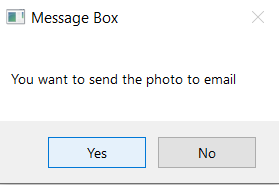 Message Box
You want to send the photo to email
Yes
No